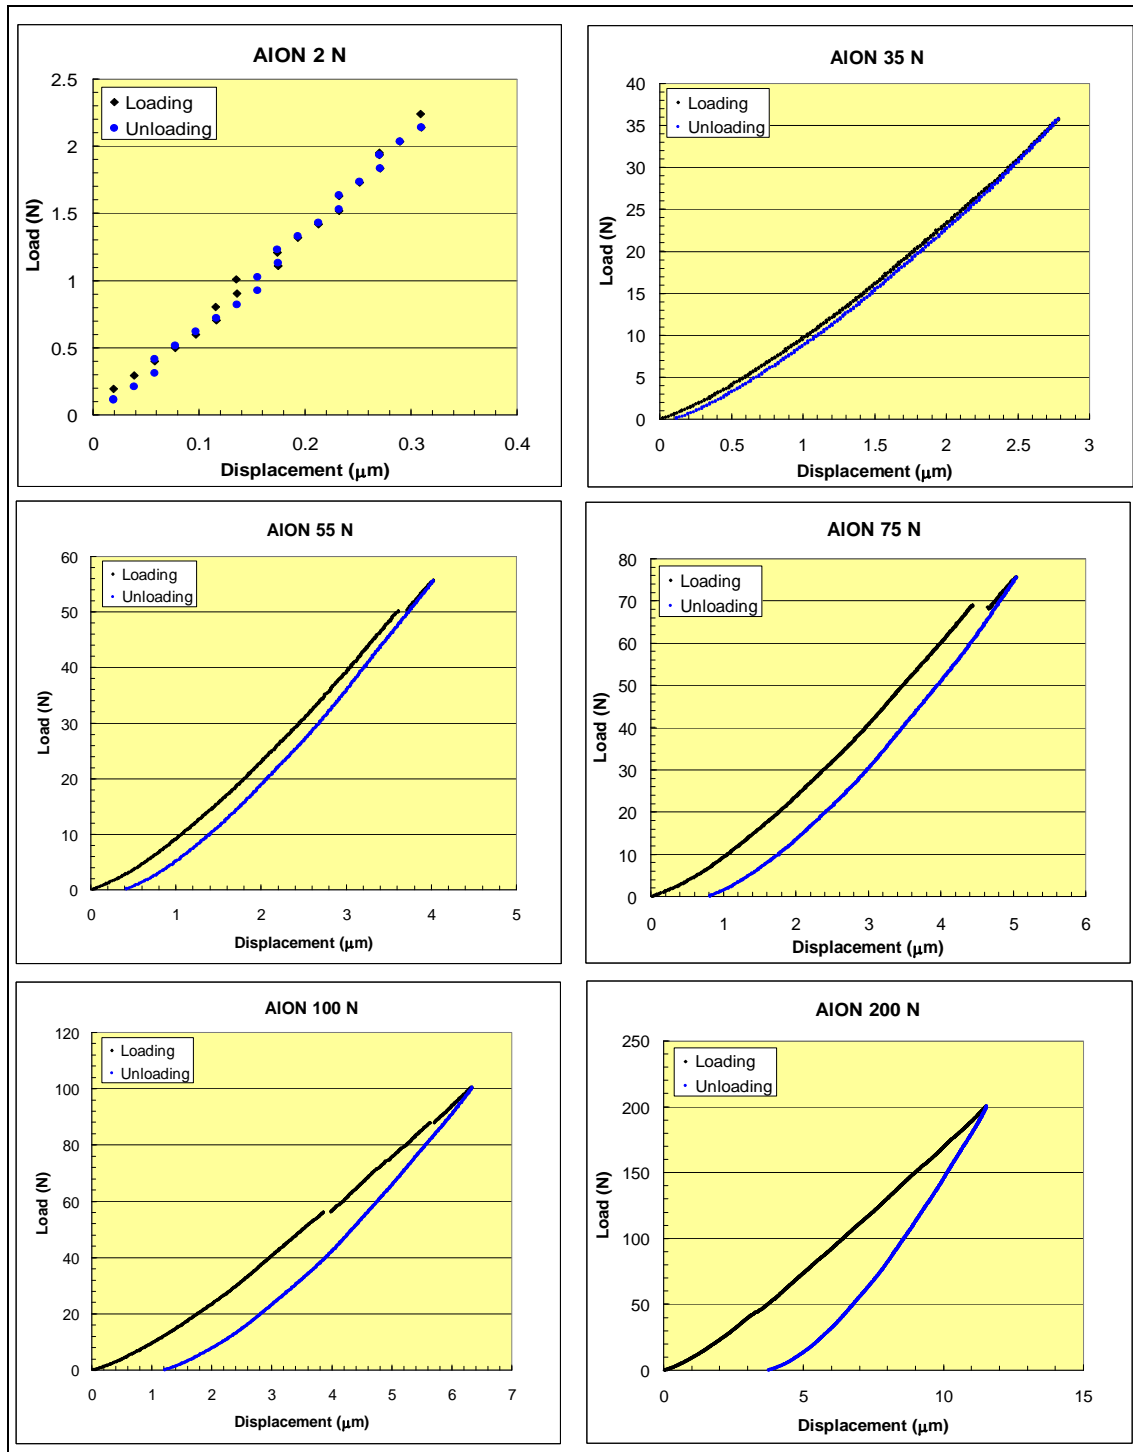 AlON 2 N
2.5
2
1.5
1
0.5
0
Load (N)
Loading
Unloading
0 0.1 0.2 0.3 0.4
Displacement (μm)
AlON 35 N
40
35
30
25
20
15
10
5
0
Load (N)
Loading
Unloading
0 0.5 1 1.5 2 2.5 3
Displacement (μm)
AlON 55 N
60
50
40
30
20
10
0
Load (N)
Loading
Unloading
0 1 2 3 4 5
Displacement (μm)
AlON 75 N
80
70
60
50
40
30
20
10
0
Load (N)
Loading
Unloading
0 1 2 3 4 5 6
Displacement (μm)
AlON 100 N
120
100
80
60
40
20
0
Load (N)
Loading
Unloading
0 1 2 3 4 5 6 7
Displacement (μm)
AlON 200 N
250
200
150
100
50
0
Load (N)
Loading
Unloading
0 5 10 15
Displacement (μm)